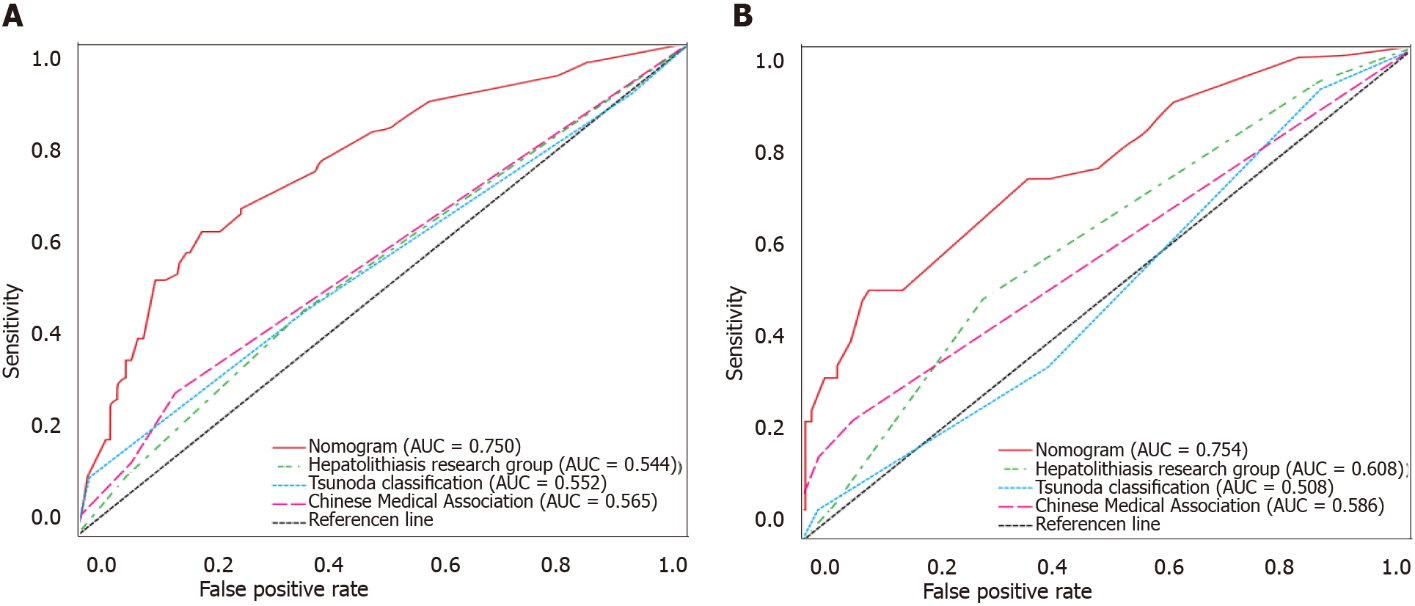 A
1.0
0.8
0.6
0.4
0.2
0.0
Sensitivity
Nomogram (AUC = 0.750)
Hepatolithiasis research group (AUC = 0.544))
Tsunoda classification (AUC = 0.552)
Chinese Medical Association (AUC = 0.565)
Referencen line
0.0 0.2 0.4 0.6 0.8 1.0
False positive rate
B
1.0
0.8
0.6
0.4
0.2
0.0
Sensitivity
Nomogram (AUC = 0.754)
Hepatolithiasis research group (AUC = 0.608)
Tsunoda classification (AUC = 0.508)
Chinese Medical Association (AUC = 0.586)
Referencen line
0.0 0.2 0.4 0.6 0.8 1.0
False positive rate